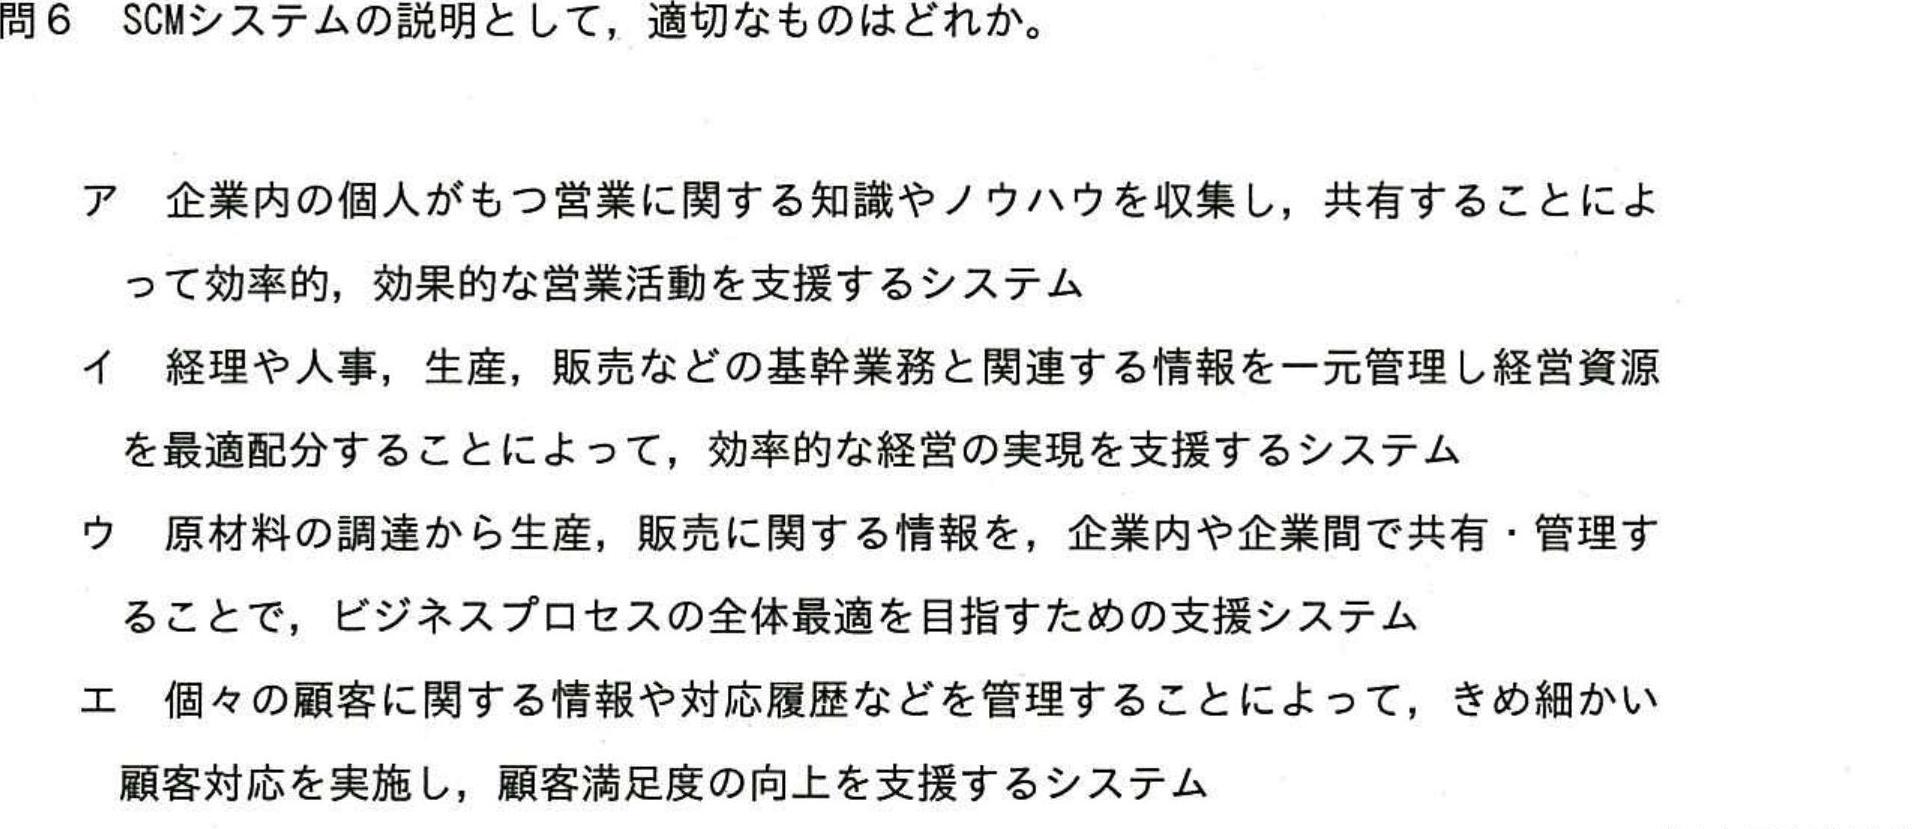 問6　SCMシステムの説明として，適切なものはどれか。
ア　企業内の個人がもつ営業に関する知識やノウハウを収集し，共有することによ
って効率的，効果的な営業活動を支援するシステム
イ　経理や人事，生産，販売などの基幹業務と関連する情報を一元管理し経営資源
を最適配分することによって，効率的な経営の実現を支援するシステム
ウ　原材料の調達から生産，販売に関する情報を，企業内や企業間で共有・管理す
ることで，ビジネスプロセスの全体最適を目指すための支援システム
エ　個々の顧客に関する情報や対応履歴などを管理することによって，きめ細かい
顧客対応を実施し，顧客満足度の向上を支援するシステム